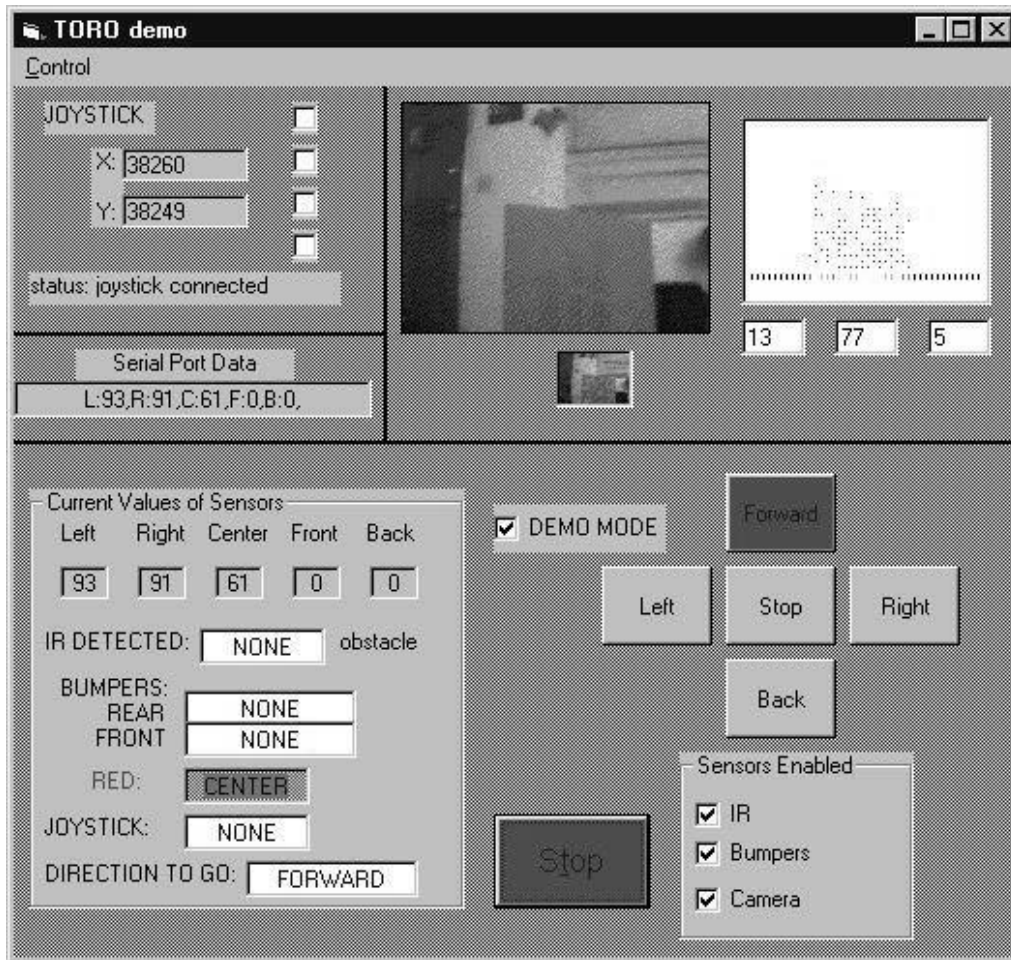 TORO demo
Control
JOYSTICK
X: 38260
Y: 38249
status: joystick connected
13 77 5
Serial Port Data
L:93,R:91,C:61,F:0,B:0,
Current Values of Sensors
Left Right Center Front Back
93 91 61 0 0
IR DETECTED: NONE obstacle
BUMPERS:
REAR NONE
FRONT NONE
RED: CENTER
JOYSTICK: NONE
DIRECTION TO GO: FORWARD
DEMO MODE
Forward
Left Stop Right
Back
Stop
Sensors Enabled
IR
Bumpers
Camera